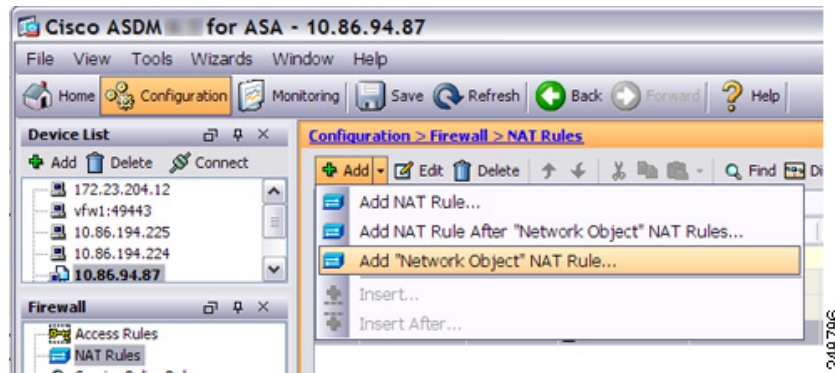 Cisco ASDM for ASA - 10.86.94.87
File View Tools Wizards Window Help
Home Configuration Monitoring Save Refresh Back Forward Help
Device List
Add Delete Connect
172.23.204.12
vfw1:49443
10.86.194.225
10.86.194.224
10.86.94.87
Firewall
Access Rules
NAT Rules
Configuration > Firewall > NAT Rules
Add Edit Delete Find Di
Add NAT Rule...
Add NAT Rule After "Network Object" NAT Rules...
Add "Network Object" NAT Rule...
Insert...
Insert After...
249796